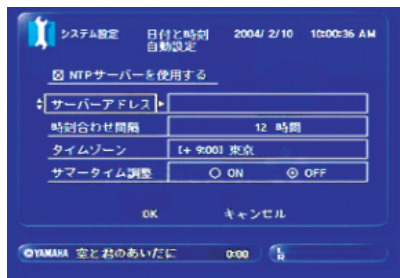 システム設定 日付と時刻 2004/ 2/10 10:00:36 AM
自動設定
NTPサーバーを使用する
サーバーアドレス
時刻合わせ間隔 12 時間
タイムゾーン [+ 9:00] 東京
サマータイム調整 ON OFF
OK キャンセル
YAMAHA 空と君のあいだに 0:00 L
R